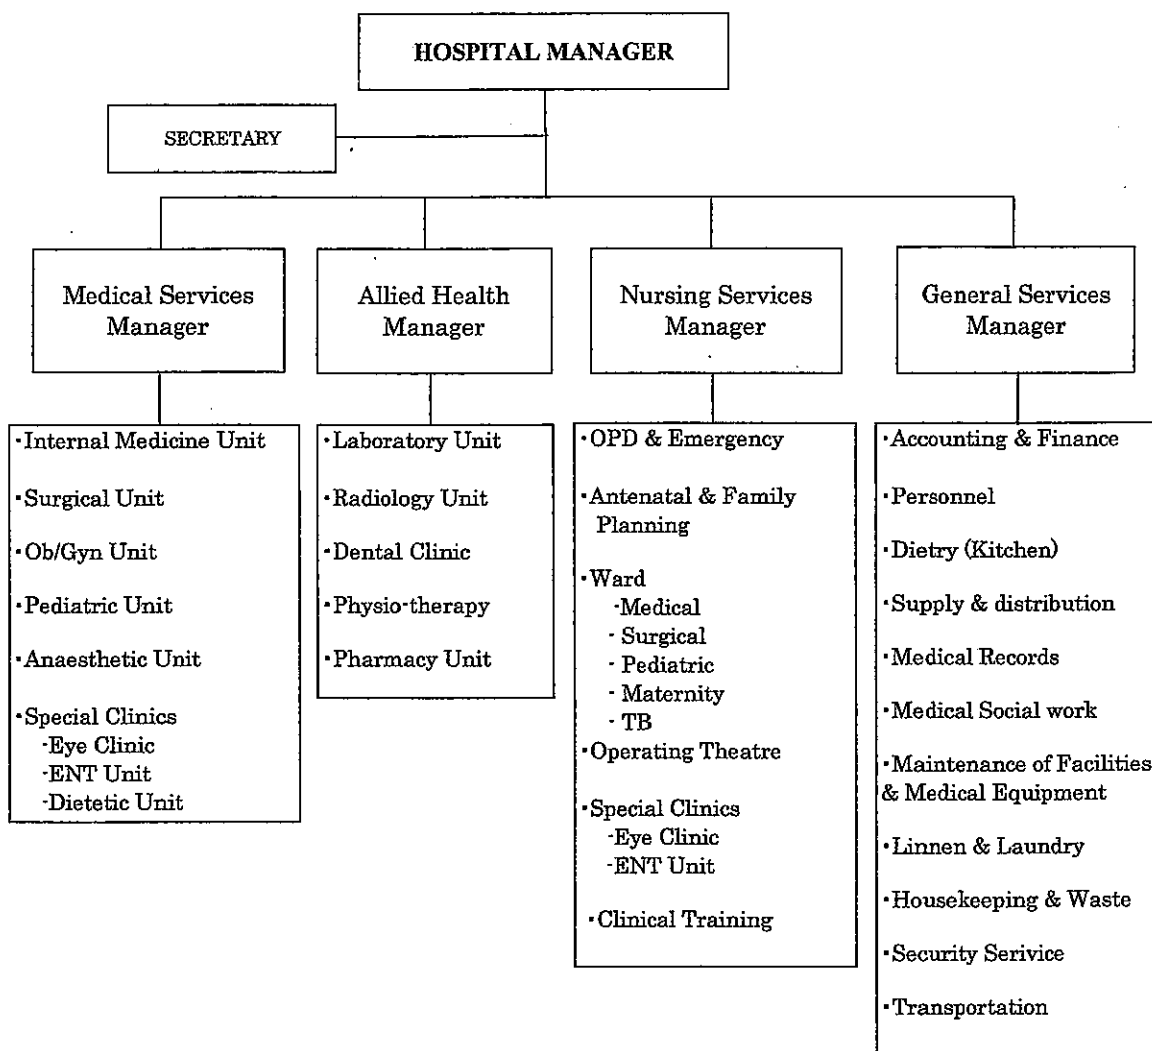 HOSPITAL MANAGER
SECRETARY
Medical Services
Manager
Allied Health
Manager
Nursing Services
Manager
General Services
Manager
·Internal Medicine Unit
·Surgical Unit
·Ob/Gyn Unit
·Pediatric Unit
·Anaesthetic Unit
·Special Clinics
-Eye Clinic
-ENT Unit
-Dietetic Unit
·Laboratory Unit
·Radiology Unit
·Dental Clinic
·Physio-therapy
·Pharmacy Unit
·OPD & Emergency
·Antenatal & Family
Planning
·Ward
-Medical
- Surgical
- Pediatric
- Maternity
- TB
·Operating Theatre
·Special Clinics
-Eye Clinic
-ENT Unit
·Clinical Training
·Accounting & Finance
·Personnel
·Dietry (Kitchen)
·Supply & distribution
·Medical Records
·Medical Social work
·Maintenance of Facilities
& Medical Equipment
·Linnen & Laundry
·Housekeeping & Waste
·Security Serivice
·Transportation